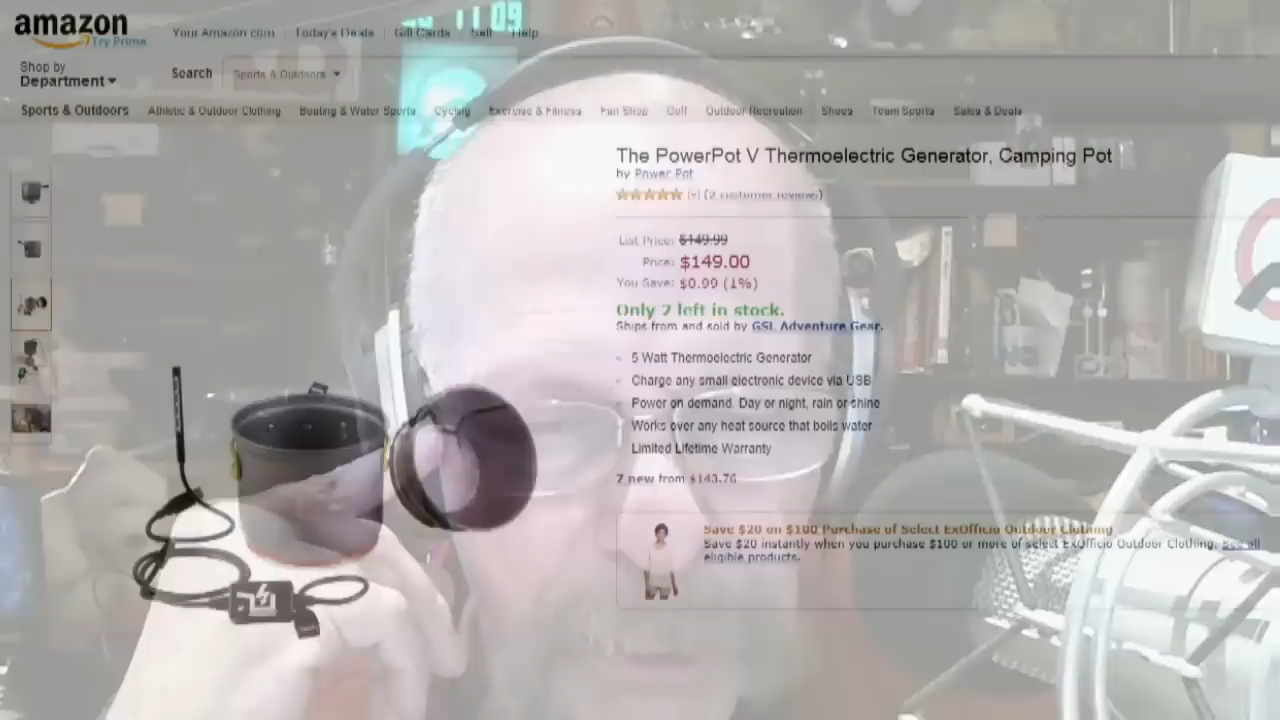 11 09
amazon
Try Prime
Your Amazon.com Today's Deals Gift Cards Sell Help
Shop by
Department
Search Sports & Outdoors
Sports & Outdoors Athletic & Outdoor Clothing Boating & Water Sports Cycling Exercise & Fitness Fan Shop Golf Outdoor Recreation Shoes Team Sports Sales & Deals
The PowerPot V Thermoelectric Generator, Camping Pot
by Power Pot
(2 customer reviews)
List Price: $149.99
Price: $149.00
You Save: $0.99 (1%)
Only 2 left in stock.
Ships from and sold by GSL Adventure Gear.
5 Watt Thermoelectric Generator
Charge any small electronic device via USB
Power on demand. Day or night, rain or shine
Works over any heat source that boils water
Limited Lifetime Warranty
7 new from $143.76
Save $20 on $100 Purchase of Select ExOfficio Outdoor Clothing
Save $20 instantly when you purchase $100 or more of select ExOfficio Outdoor Clothing. See all
eligible products.